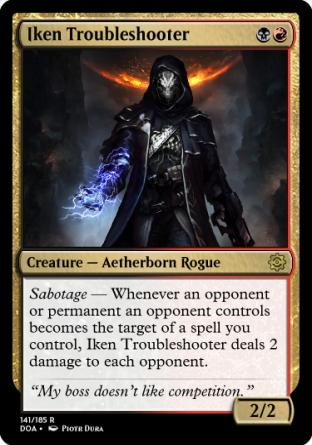 Iken Troubleshooter
Creature — Aetherborn Rogue
Sabotage — Whenever an opponent
or permanent an opponent controls
becomes the target of a spell you
control, Iken Troubleshooter deals 2
damage to each opponent.
“My boss doesn’t like competition.”
2/2
141/185 R
DOA • Piotr Dura